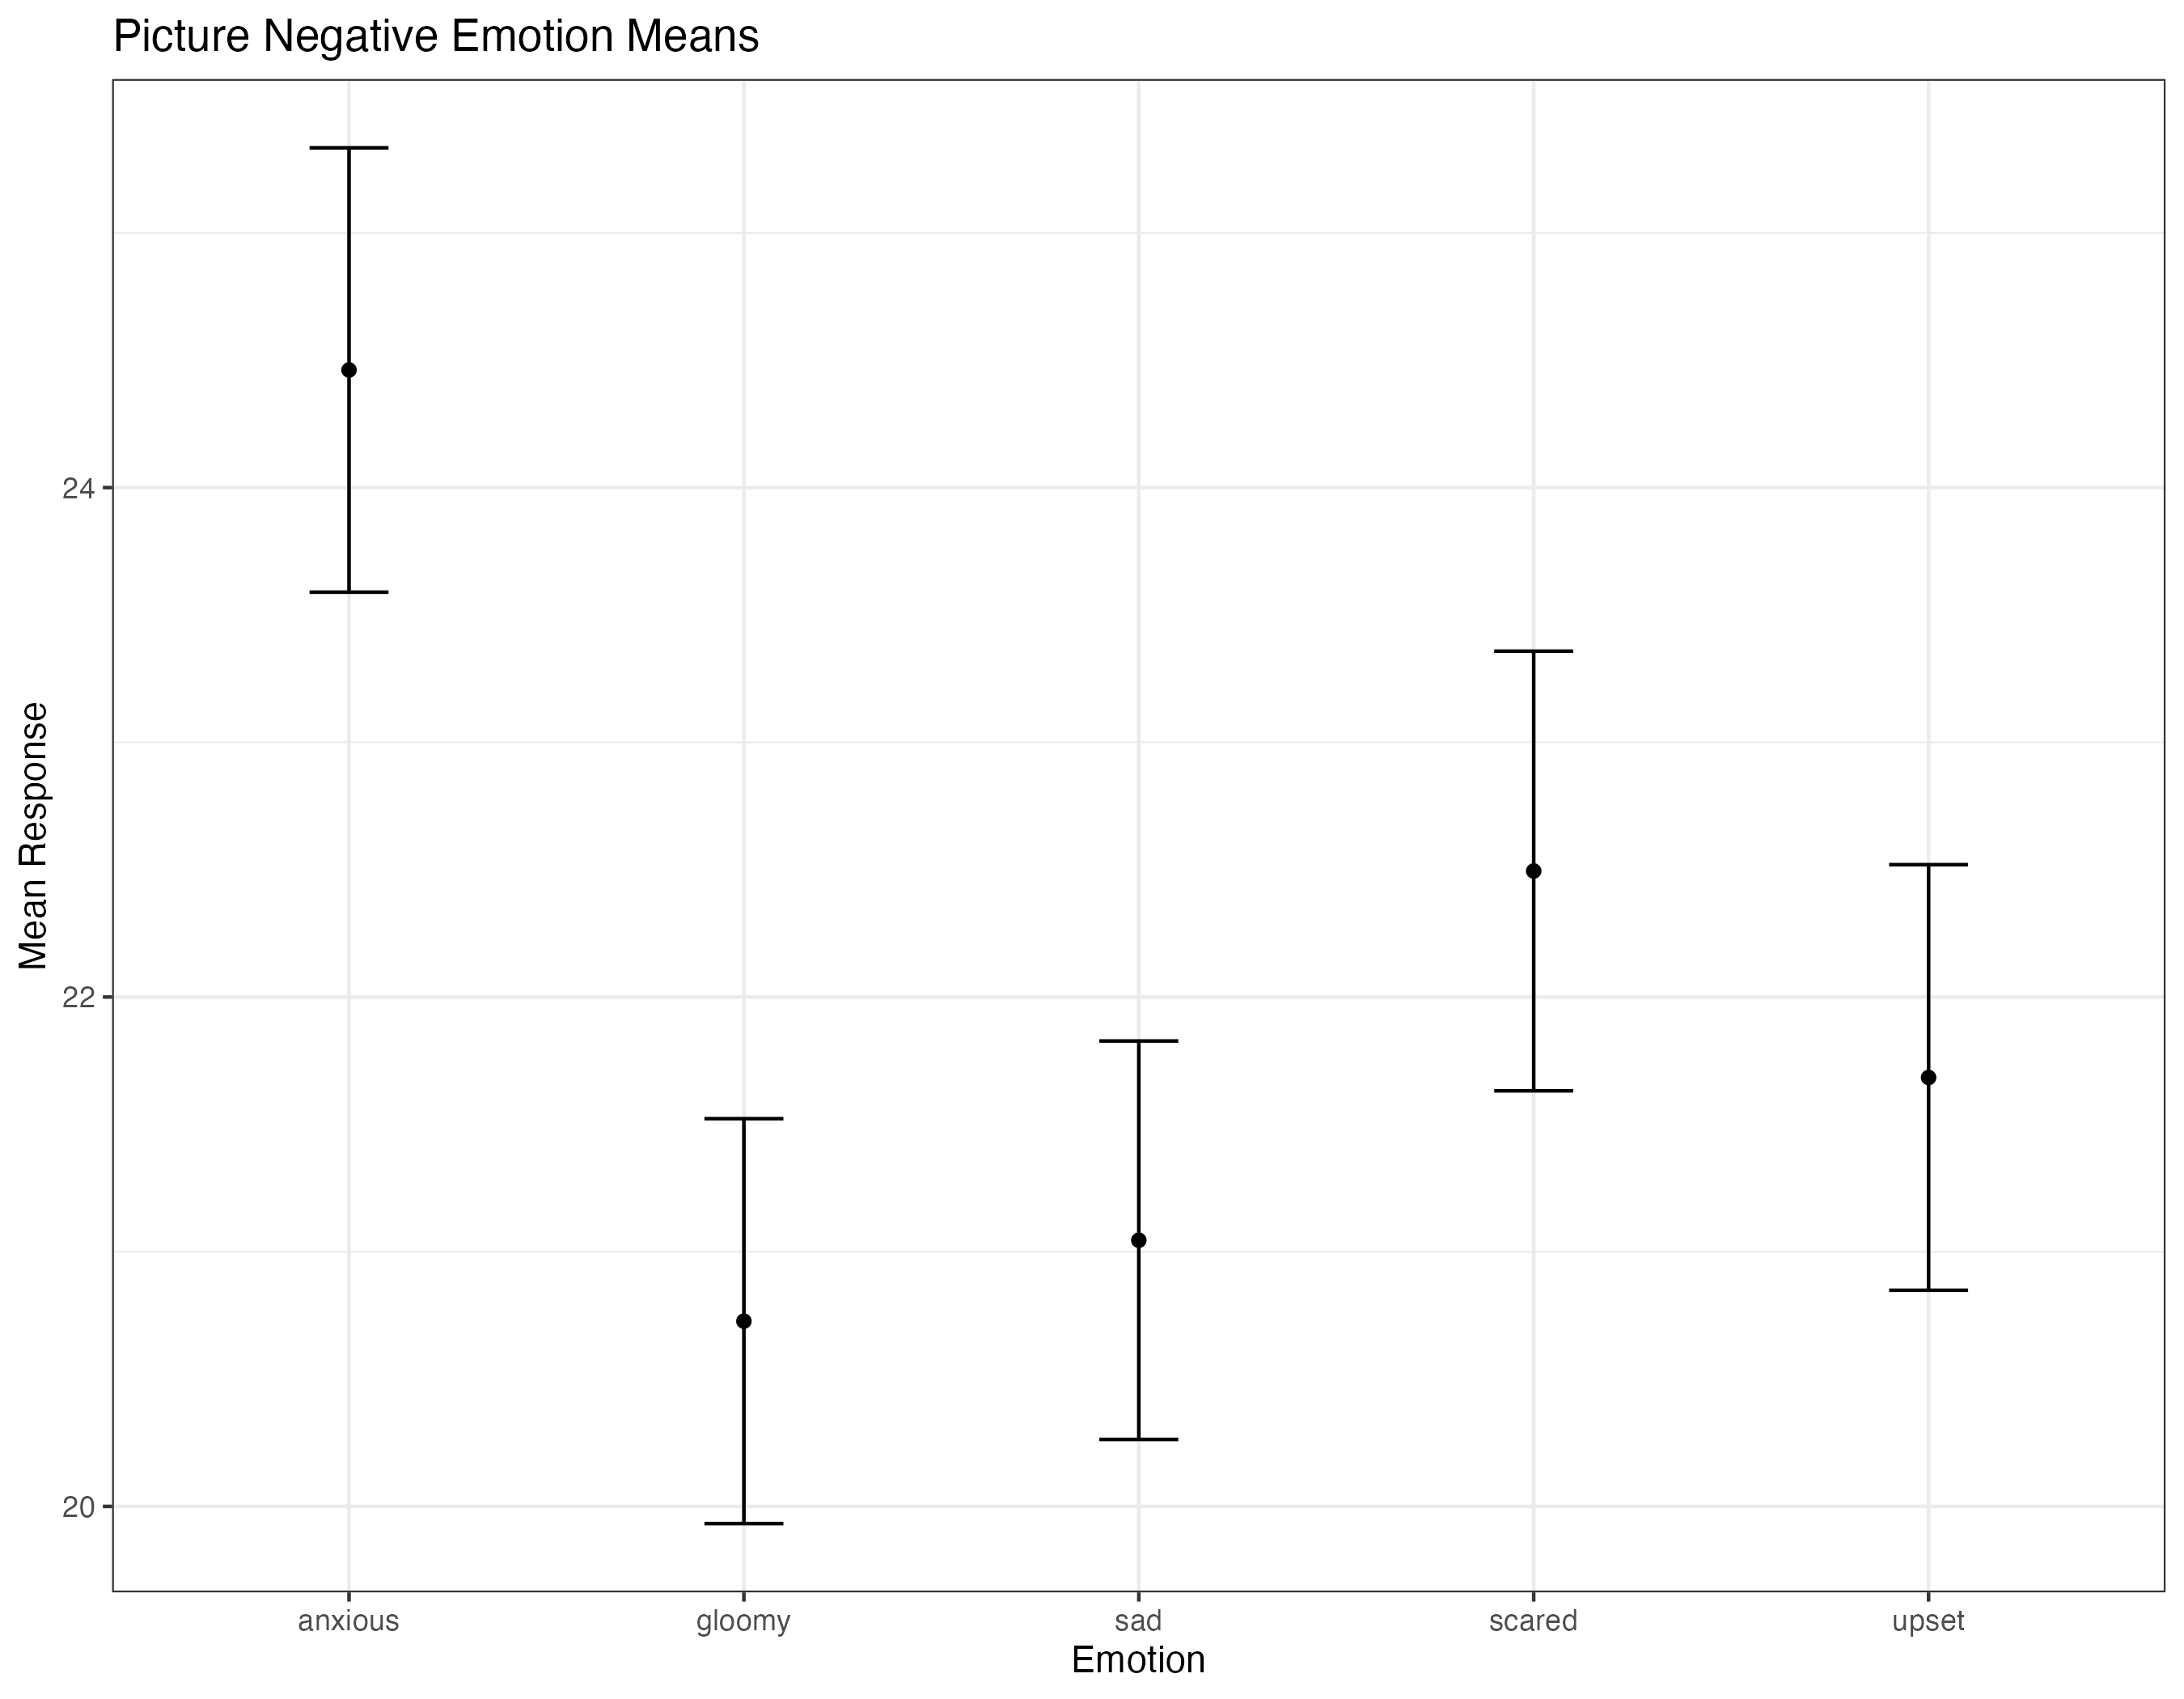 Picture Negative Emotion Means
Mean Response
24
22
20
anxious gloomy sad scared upset
Emotion